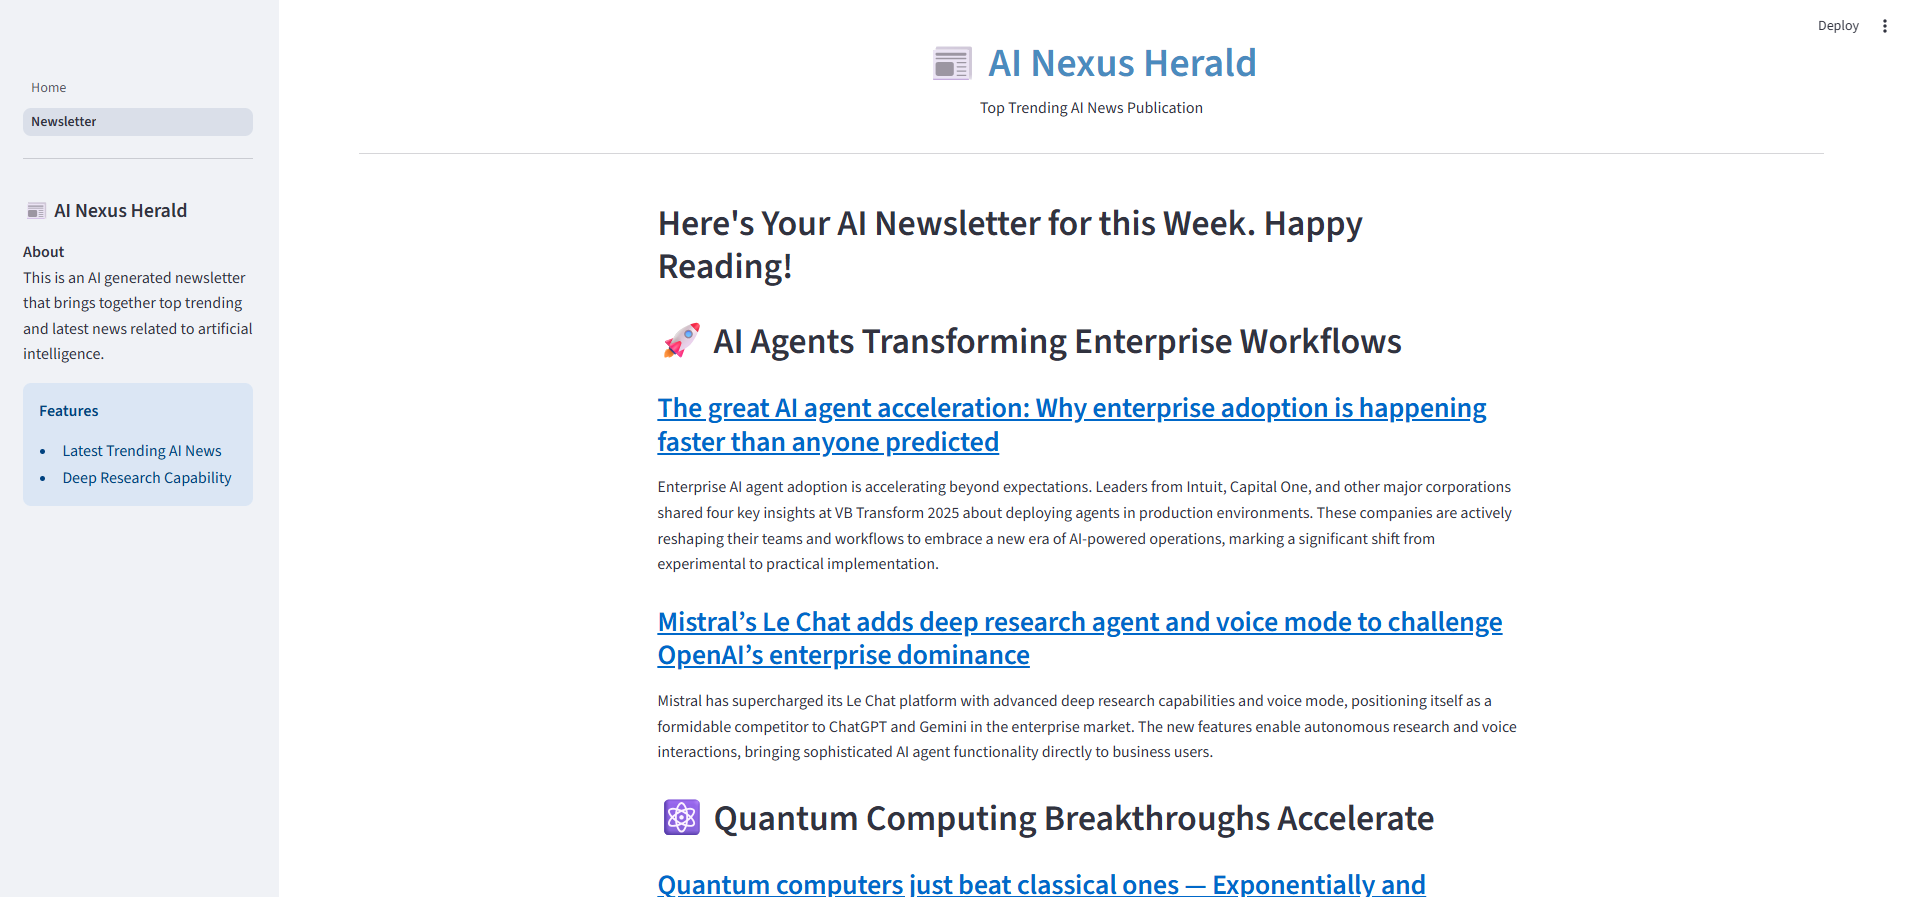 Deploy
Home
Newsletter
AI Nexus Herald
About
This is an AI generated newsletter
that brings together top trending
and latest news related to artificial
intelligence.
Features
• Latest Trending AI News
• Deep Research Capability
AI Nexus Herald
Top Trending AI News Publication
Here's Your AI Newsletter for this Week. Happy
Reading!
🚀 AI Agents Transforming Enterprise Workflows
The great AI agent acceleration: Why enterprise adoption is happening
faster than anyone predicted
Enterprise AI agent adoption is accelerating beyond expectations. Leaders from Intuit, Capital One, and other major corporations
shared four key insights at VB Transform 2025 about deploying agents in production environments. These companies are actively
reshaping their teams and workflows to embrace a new era of AI-powered operations, marking a significant shift from
experimental to practical implementation.
Mistral’s Le Chat adds deep research agent and voice mode to challenge
OpenAI’s enterprise dominance
Mistral has supercharged its Le Chat platform with advanced deep research capabilities and voice mode, positioning itself as a
formidable competitor to ChatGPT and Gemini in the enterprise market. The new features enable autonomous research and voice
interactions, bringing sophisticated AI agent functionality directly to business users.
⚛️ Quantum Computing Breakthroughs Accelerate
Quantum computers just beat classical ones — Exponentially and